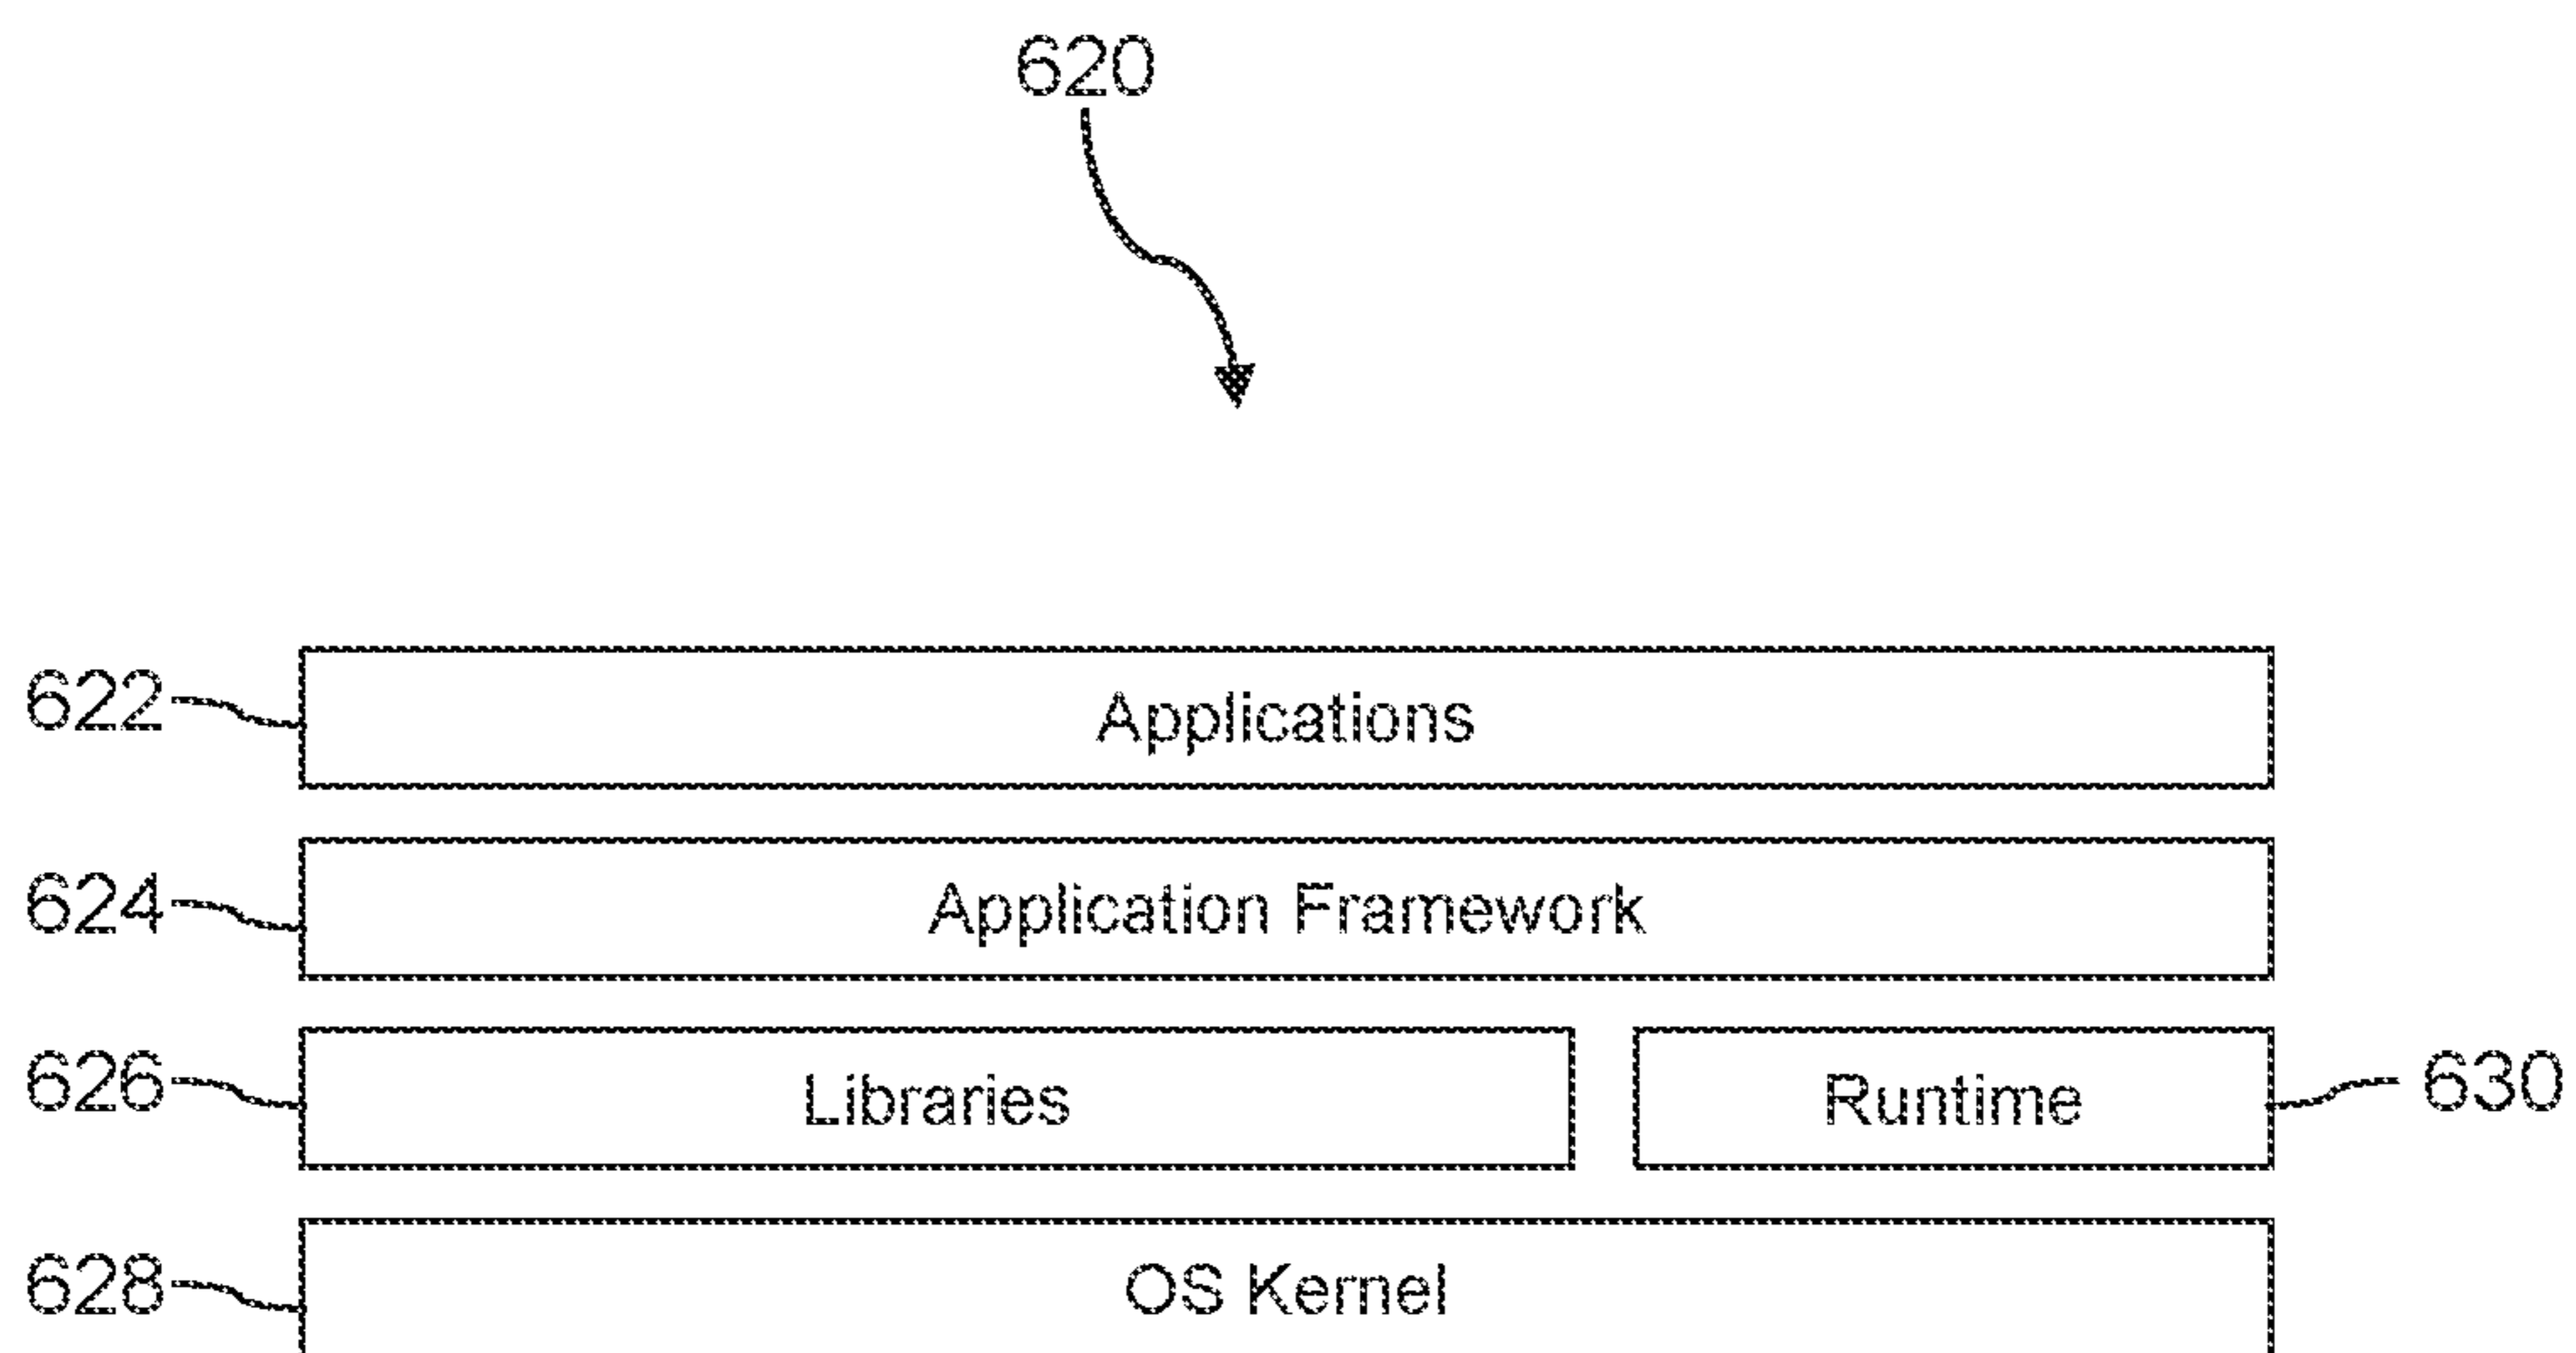 620
622 Applications
624 Application Framework
626 Libraries Runtime 630
628 OS Kernel